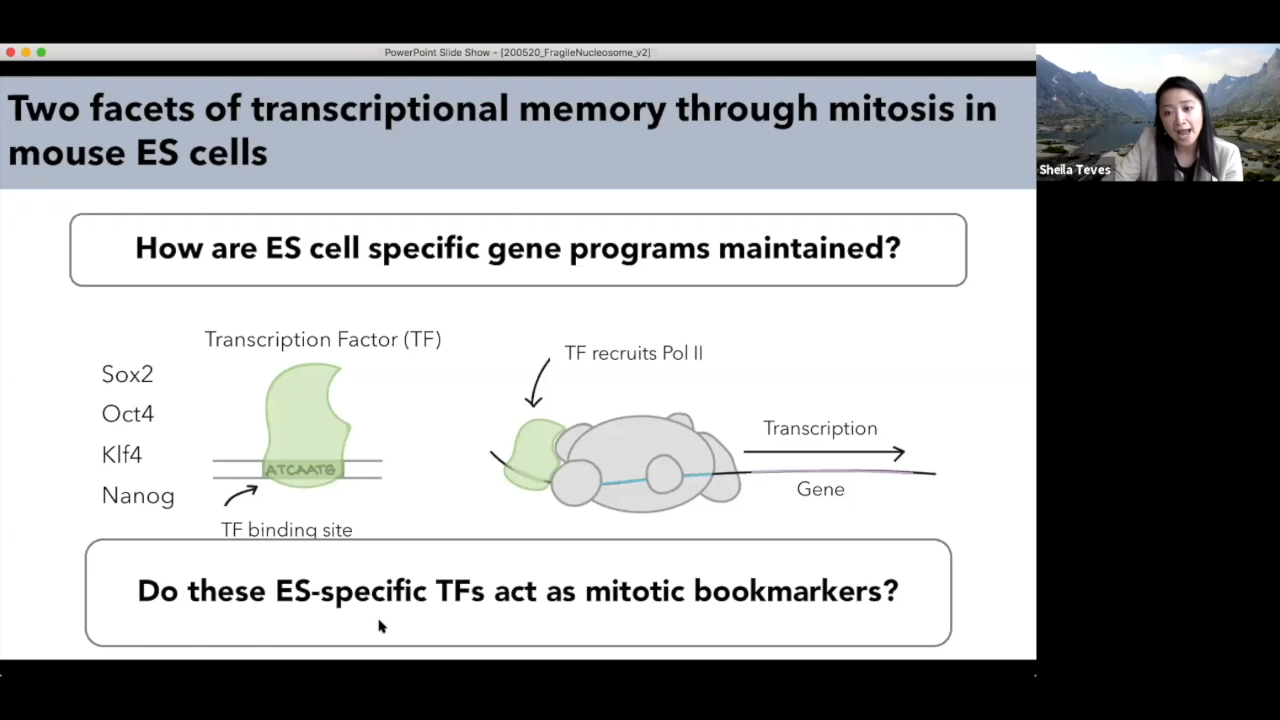 PowerPoint Slide Show - [200520_FragileNucleosome_v2]
Two facets of transcriptional memory through mitosis in
mouse ES cells
Sheila Teves
How are ES cell specific gene programs maintained?
Transcription Factor (TF)
TF recruits Pol II
Sox2
Oct4
Klf4
Nanog
ATCAATG
TF binding site
Transcription
Gene
Do these ES-specific TFs act as mitotic bookmarkers?